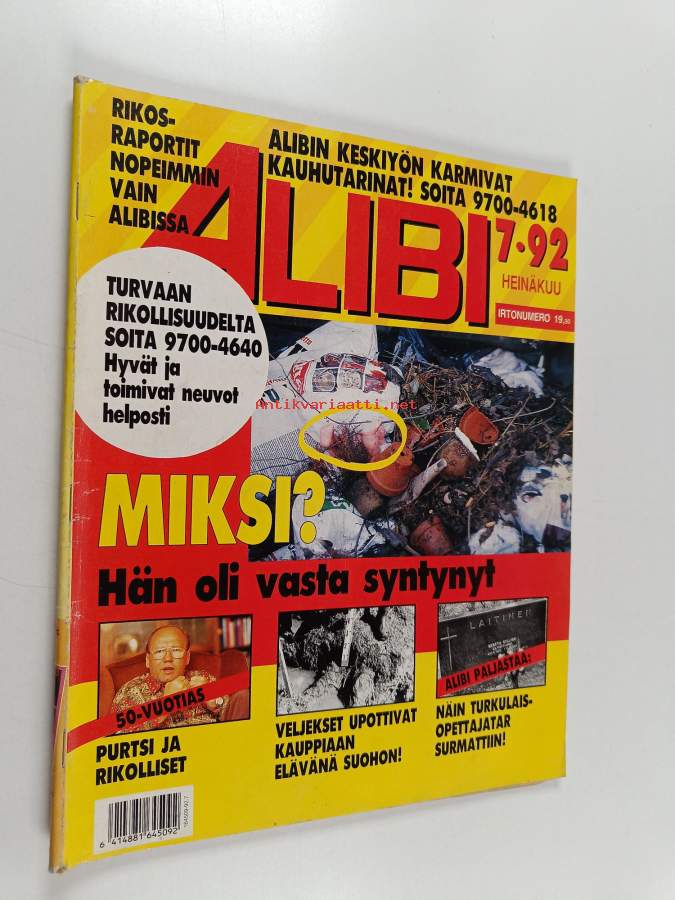 RIKOS-
RAPORTIT
NOPEIMMIN
VAIN
ALIBISSA
ALIBIN KESKIYÖN KARMIVAT
KAUHUTARINAT! SOITA 9700-4618
ALIBI
7·92
HEINÄKUU
IRTONUMERO 19,50
TURVAAN
RIKOLLISUUDELTA
SOITA 9700-4640
Hyvät ja
toimivat neuvot
helposti
Antikvariaatti.net
MIKSI?
Hän oli vasta syntynyt
50-VUOTIAS
PURTSI JA
RIKOLLISET
VELJEKSET UPOTTIVAT
KAUPPIAAN
ELÄVÄNÄ SUOHON!
LAITINEN
ALIBI PALJASTAA:
NÄIN TURKULAIS-
OPETTAJATAR
SURMATTIIN!
6 414881 645092